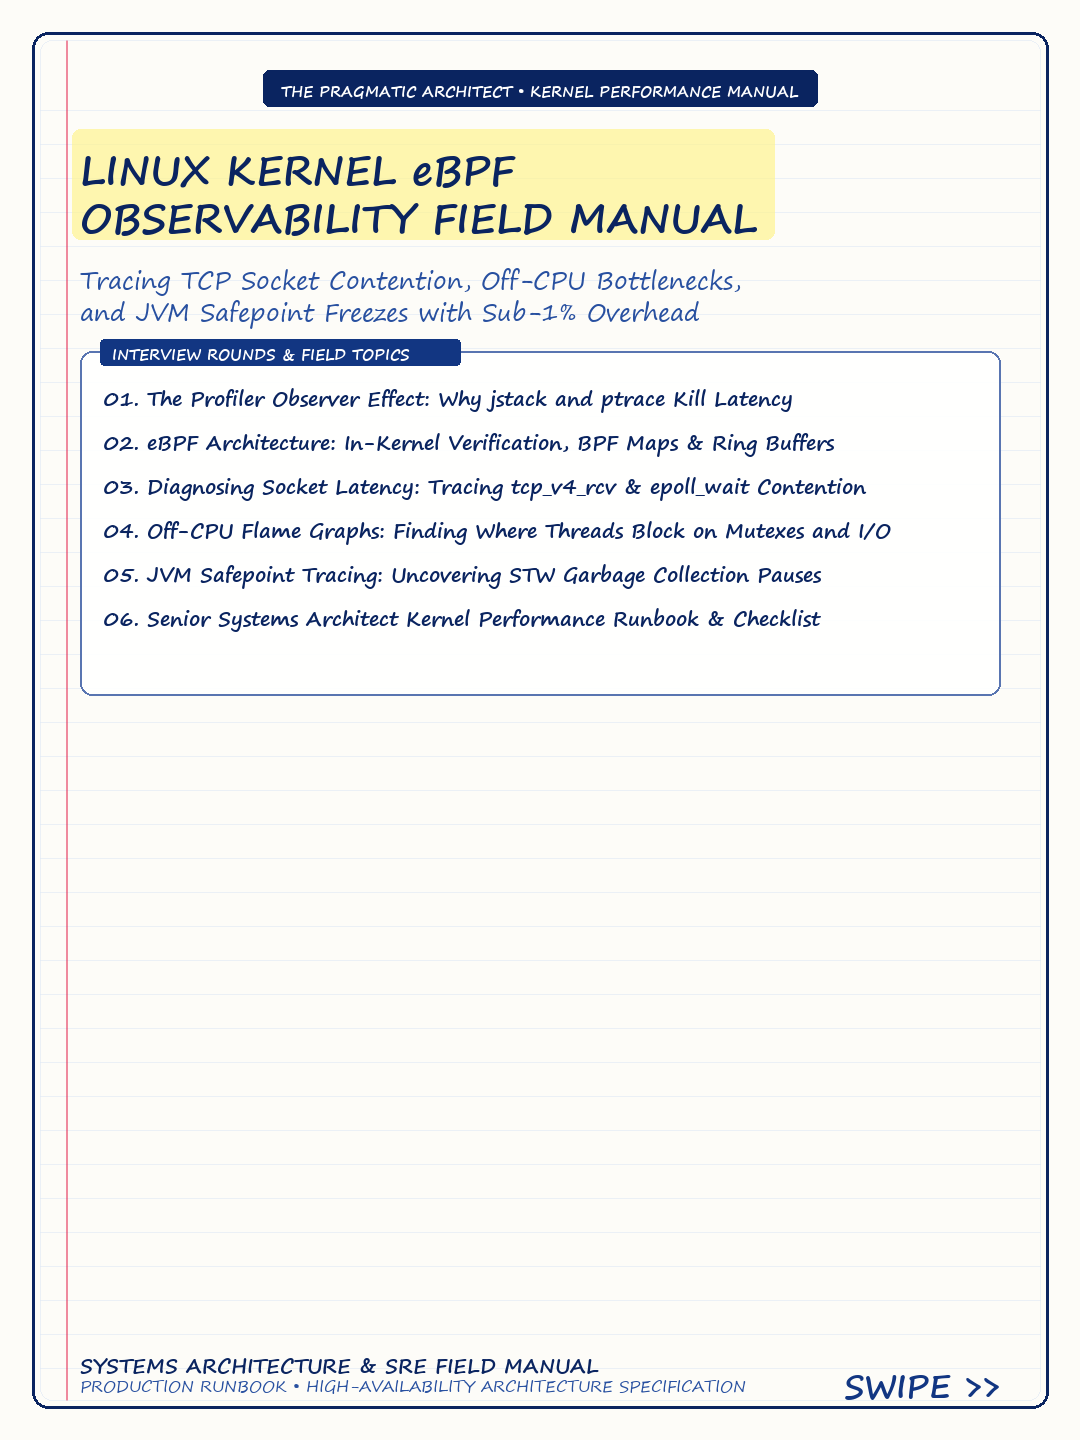 THE PRAGMATIC ARCHITECT • KERNEL PERFORMANCE MANUAL
LINUX KERNEL eBPF
OBSERVABILITY FIELD MANUAL
Tracing TCP Socket Contention, Off-CPU Bottlenecks,
and JVM Safepoint Freezes with Sub-1% Overhead
INTERVIEW ROUNDS & FIELD TOPICS
01. The Profiler Observer Effect: Why jstack and ptrace Kill Latency
02. eBPF Architecture: In-Kernel Verification, BPF Maps & Ring Buffers
03. Diagnosing Socket Latency: Tracing tcp_v4_rcv & epoll_wait Contention
04. Off-CPU Flame Graphs: Finding Where Threads Block on Mutexes and I/O
05. JVM Safepoint Tracing: Uncovering STW Garbage Collection Pauses
06. Senior Systems Architect Kernel Performance Runbook & Checklist
SYSTEMS ARCHITECTURE & SRE FIELD MANUAL
PRODUCTION RUNBOOK • HIGH-AVAILABILITY ARCHITECTURE SPECIFICATION
SWIPE >>